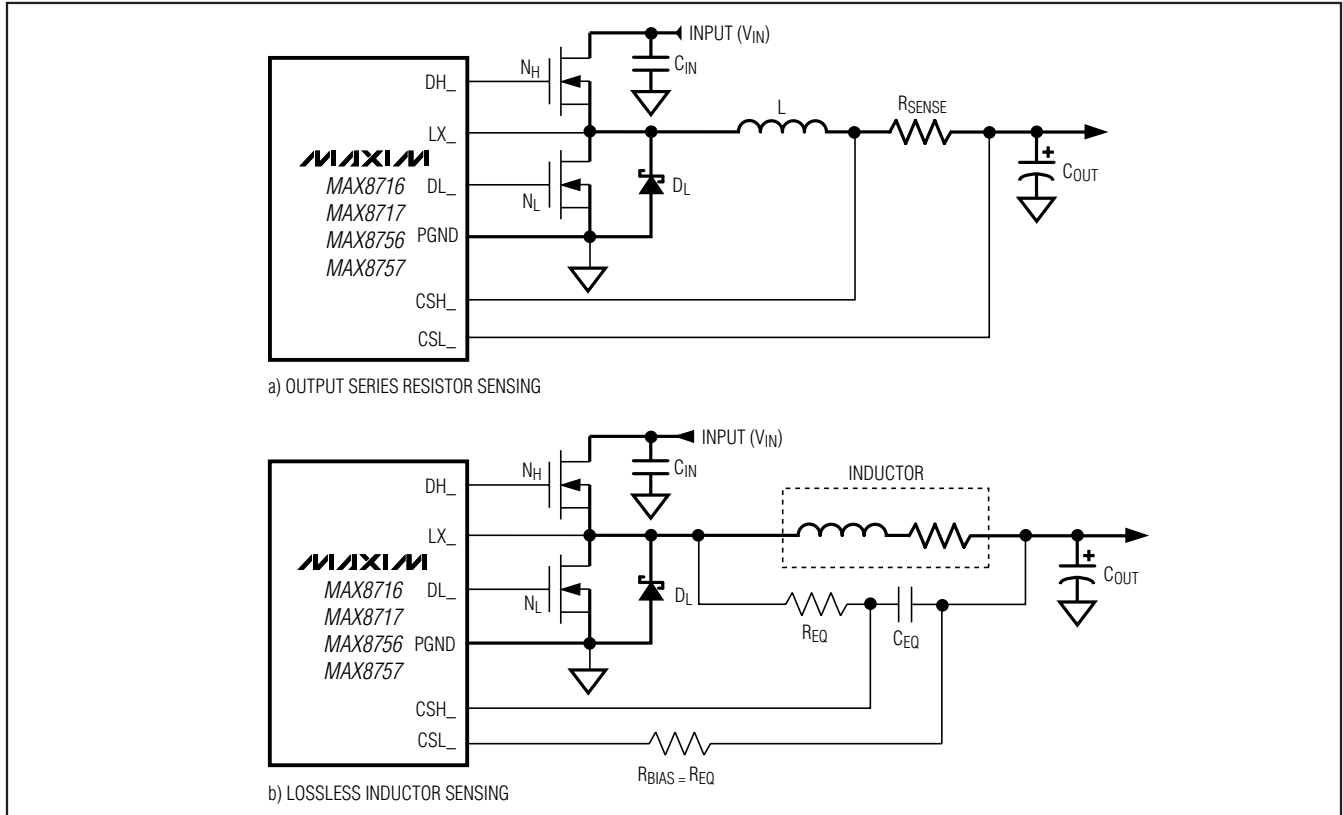 INPUT (VIN)
NH
CIN
DH_
L
RSENSE
LX_
MAXIM
MAX8716
DL_
DL
COUT
MAX8717
NL
MAX8756
PGND
MAX8757
CSH_
CSL_
a) OUTPUT SERIES RESISTOR SENSING
INPUT (VIN)
NH
CIN
INDUCTOR
DH_
LX_
MAXIM
MAX8716
DL_
DL
COUT
MAX8717
NL
REQ
CEQ
MAX8756
PGND
MAX8757
CSH_
CSL_
RBIAS = REQ
b) LOSSLESS INDUCTOR SENSING